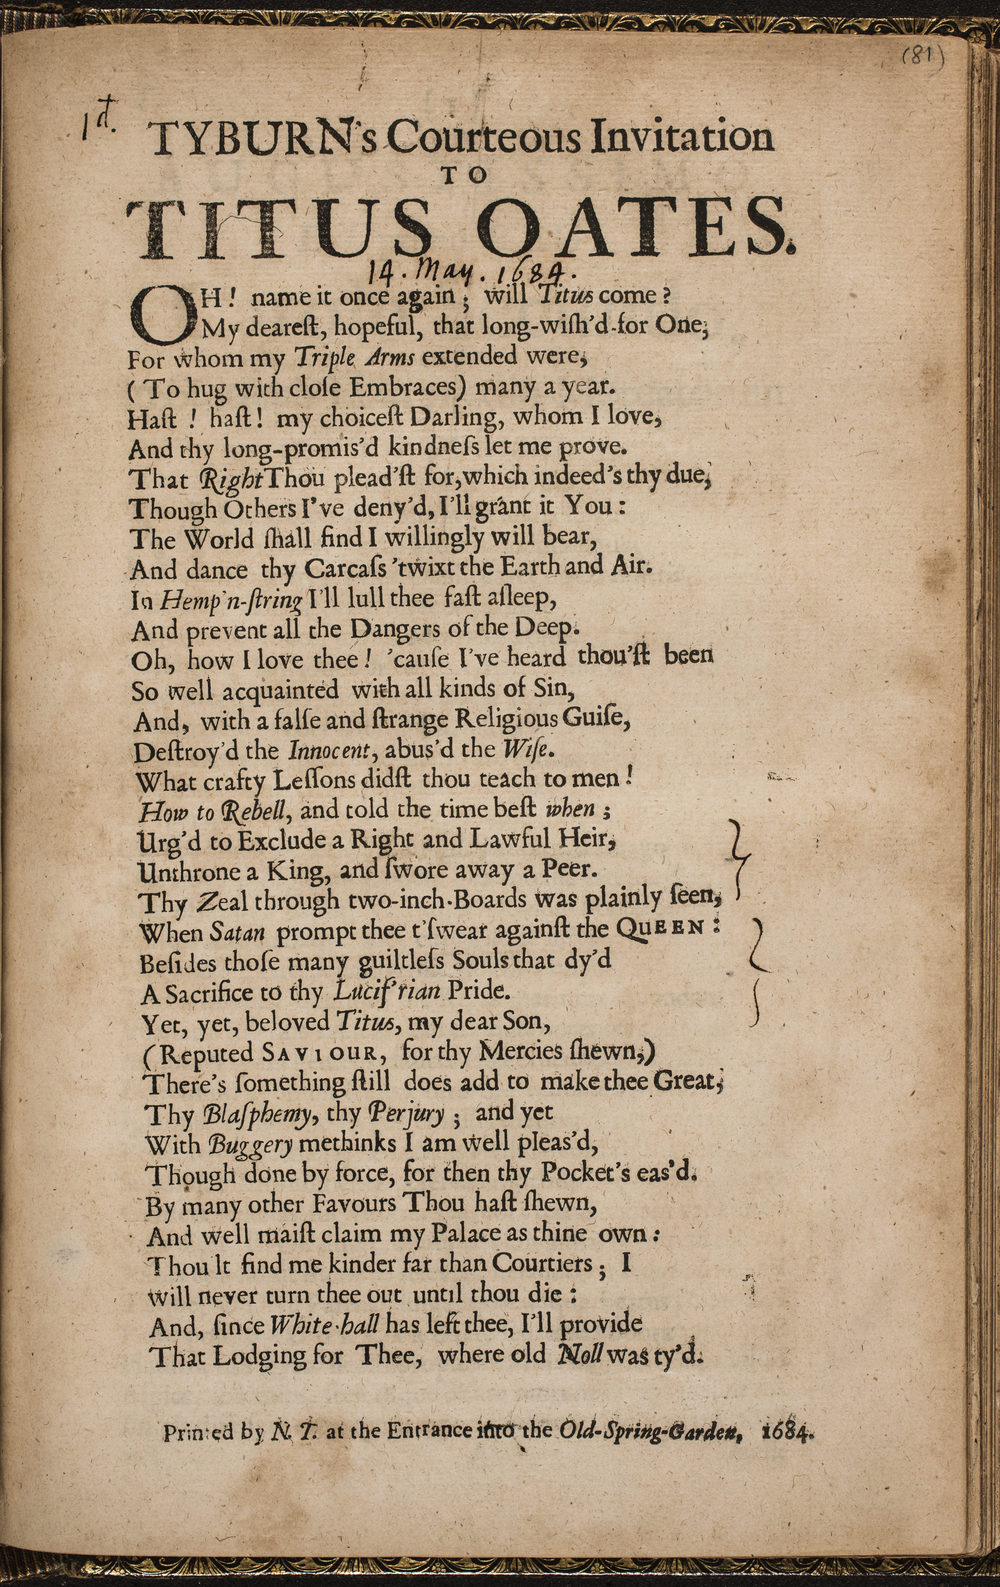 (81)
1d.
TYBURN's Courteous Invitation
TO
TITUS OATES.
14. May. 1684.
OH! name it once again; will Titus come?
My deareſt, hopeful, that long-wiſh'd-for One;
For whom my Triple Arms extended were,
(To hug with cloſe Embraces) many a year.
Haſt! haſt! my choiceſt Darling, whom I love,
And thy long-promis'd kindneſs let me prove.
That Right Thou plead'ſt for, which indeed's thy due,
Though Others I've deny'd, I'll grant it You:
The World ſhall find I willingly will bear,
And dance thy Carcaſs 'twixt the Earth and Air.
In Hemp'n-ſtring I'll lull thee faſt aſleep,
And prevent all the Dangers of the Deep.
Oh, how I love thee! 'cauſe I've heard thou'ſt been
So well acquainted with all kinds of Sin,
And, with a falſe and ſtrange Religious Guiſe,
Deſtroy'd the Innocent, abus'd the Wiſe.
What crafty Leſſons didſt thou teach to men!
How to Rebell, and told the time beſt when;
Urg'd to Exclude a Right and Lawful Heir,
Unthrone a King, and ſwore away a Peer.
Thy Zeal through two-inch-Boards was plainly ſeen,
When Satan prompt thee t'ſwear againſt the QUEEN:
Beſides thoſe many guiltleſs Souls that dy'd
A Sacrifice to thy Lucif'rian Pride.
Yet, yet, beloved Titus, my dear Son,
(Reputed SAVIOUR, for thy Mercies ſhewn,)
There's ſomething ſtill does add to make thee Great;
Thy Blaſphemy, thy Perjury; and yet
With Buggery methinks I am well pleas'd,
Though done by force, for then thy Pocket's eas'd.
By many other Favours Thou haſt ſhewn,
And well maiſt claim my Palace as thine own:
Thou lt find me kinder far than Courtiers; I
will never turn thee out until thou die:
And, ſince White-hall has left thee, I'll provide
That Lodging for Thee, where old Noll was ty'd.
Printed by N. T. at the Entrance into the Old-Spring-Garden, 1684.